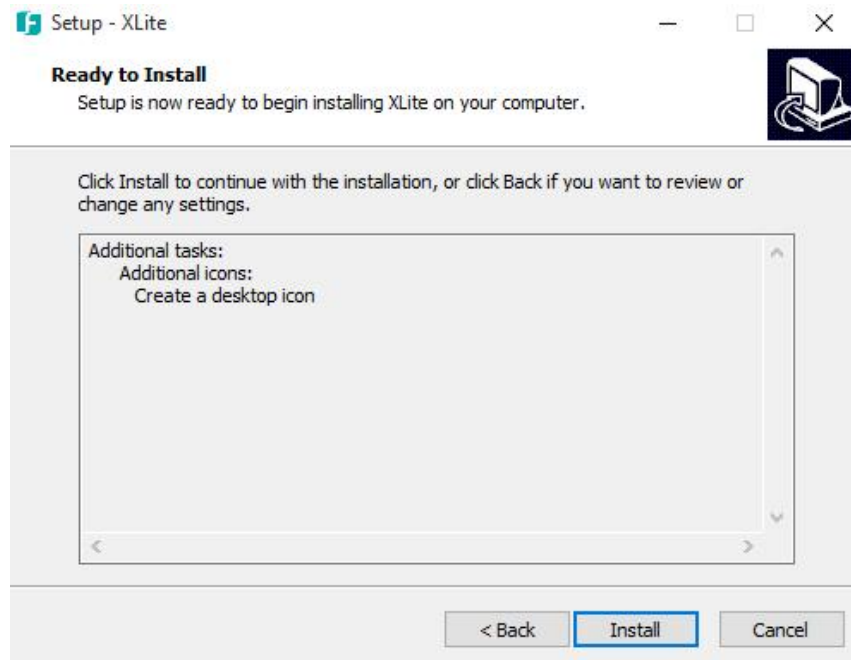 Setup - XLite
Ready to Install
Setup is now ready to begin installing XLite on your computer.
Click Install to continue with the installation, or click Back if you want to review or
change any settings.
Additional tasks:
Additional icons:
Create a desktop icon
< Back
Install
Cancel